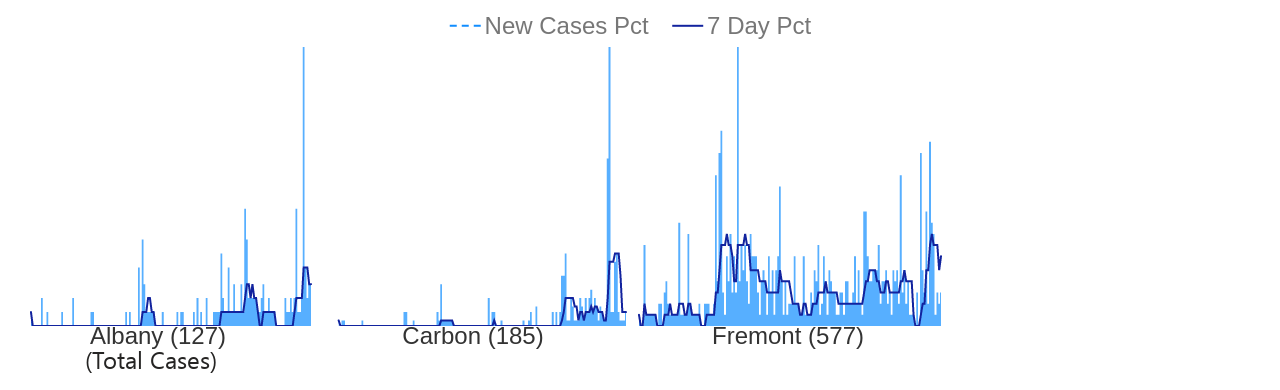 New Cases Pct 7 Day Pct
Albany (127) Carbon (185) Fremont (577)
(Total Cases)